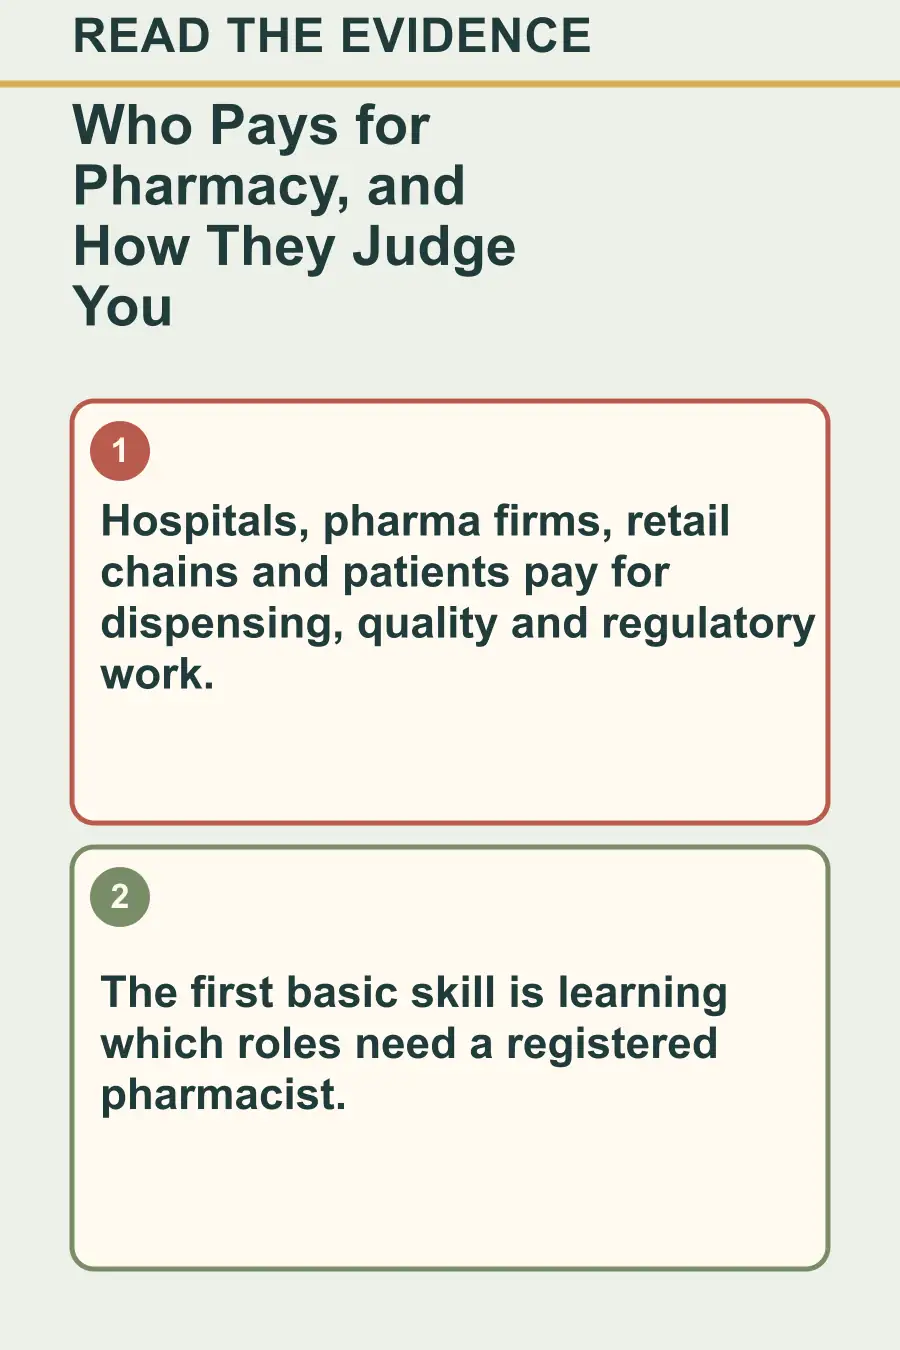 READ THE EVIDENCE
Who Pays for
Pharmacy, and
How They Judge
You
1
Hospitals, pharma firms, retail
chains and patients pay for
dispensing, quality and regulatory
work.
2
The first basic skill is learning
which roles need a registered
pharmacist.